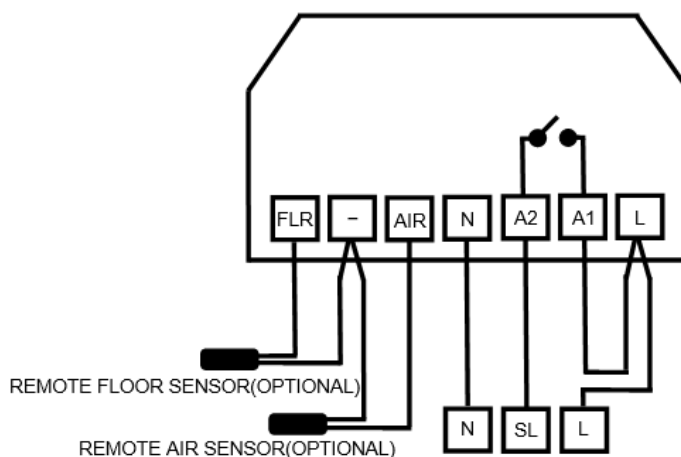 FLR – AIR N A2 A1 L
REMOTE FLOOR SENSOR(OPTIONAL)
N SL L
REMOTE AIR SENSOR(OPTIONAL)